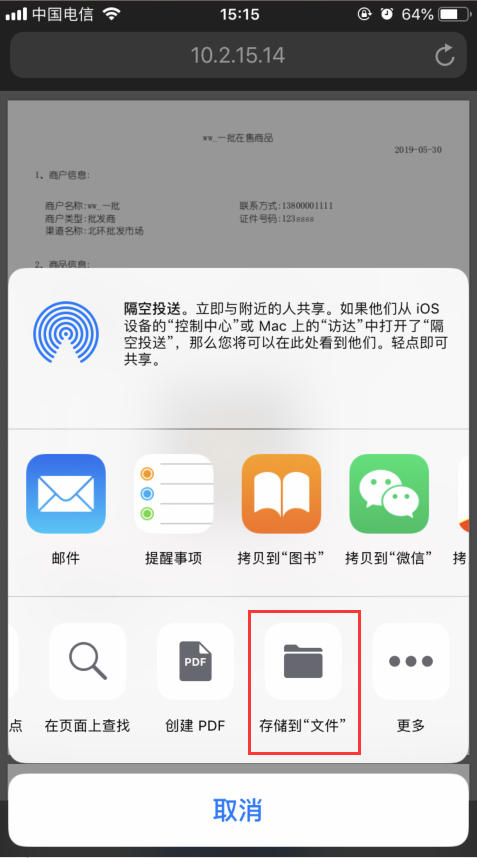 中国电信 15:15 64%
10.2.15.14
ww_一批在售商品
2019-05-30
1、商户信息:
商户名称:ww_一批 联系方式:13800001111
商户类型:批发商 证件号码:123ssss
渠道名称:北环批发市场
2、商品信息:
隔空投送。立即与附近的人共享。如果他们从 iOS
设备的“控制中心”或 Mac 上的“访达”中打开了“隔
空投送”，那么您将可以在此处看到他们。轻点即可
共享。
邮件 提醒事项 拷贝到“图书” 拷贝到“微信” 拷
PDF
点 在页面上查找 创建 PDF 存储到“文件” 更多
取消